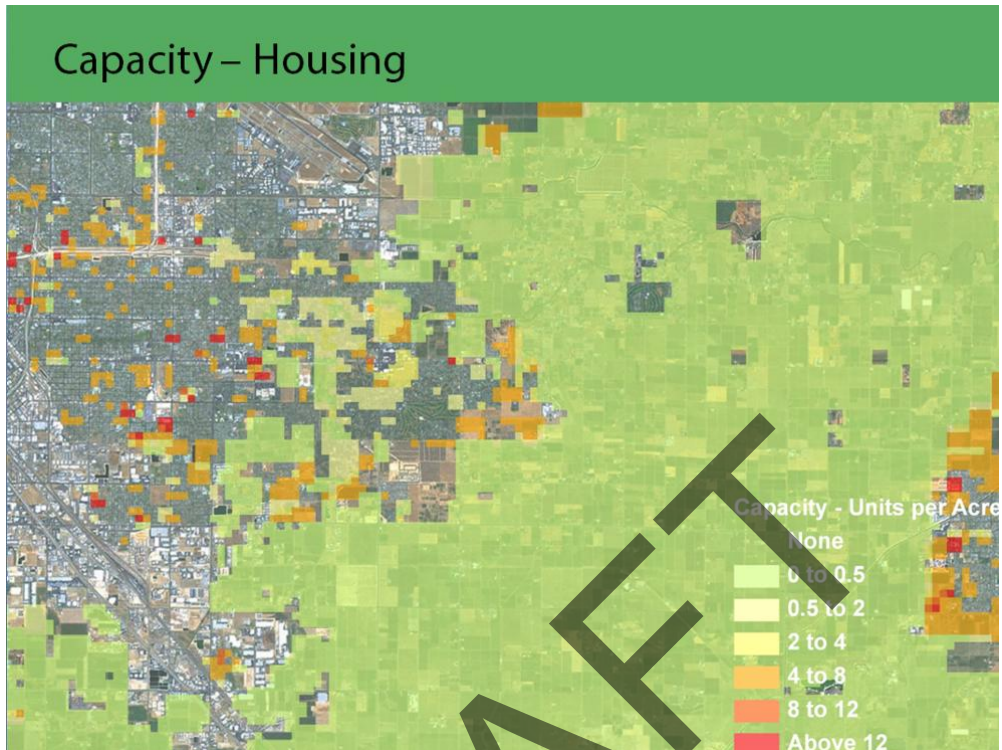 Capacity – Housing
Capacity - Units per Acre
None
0 to 0.5
0.5 to 2
2 to 4
4 to 8
8 to 12
Above 12
AFT